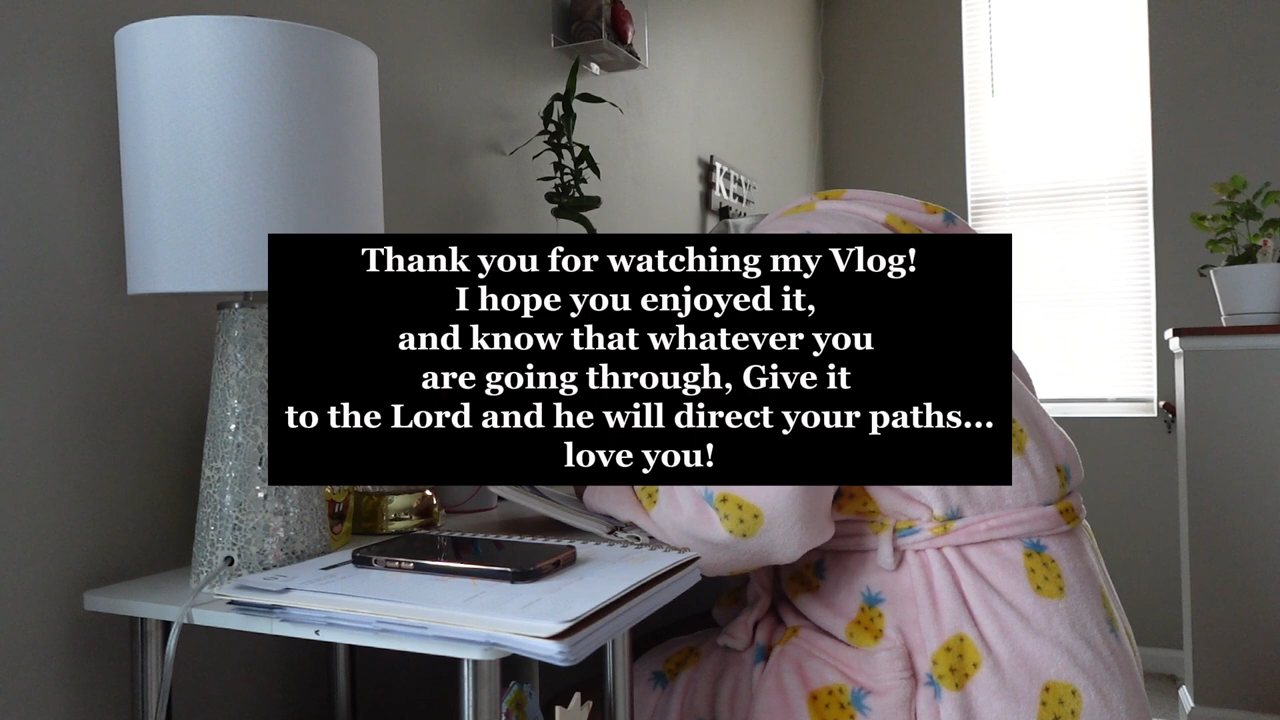 KEY
Thank you for watching my Vlog!
I hope you enjoyed it,
and know that whatever you
are going through, Give it
to the Lord and he will direct your paths...
love you!